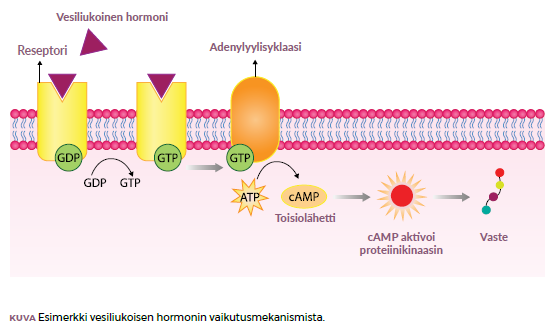 Vesiliukoinen hormoni
Reseptori
Adenylyylisyklaasi
GDP
GTP
GTP
GDP
GTP
ATP
cAMP
Toisiolähetti
cAMP aktivoi
proteiinikinaasin
Vaste
KUVA Esimerkki vesiliukoisen hormonin vaikutusmekanismista.